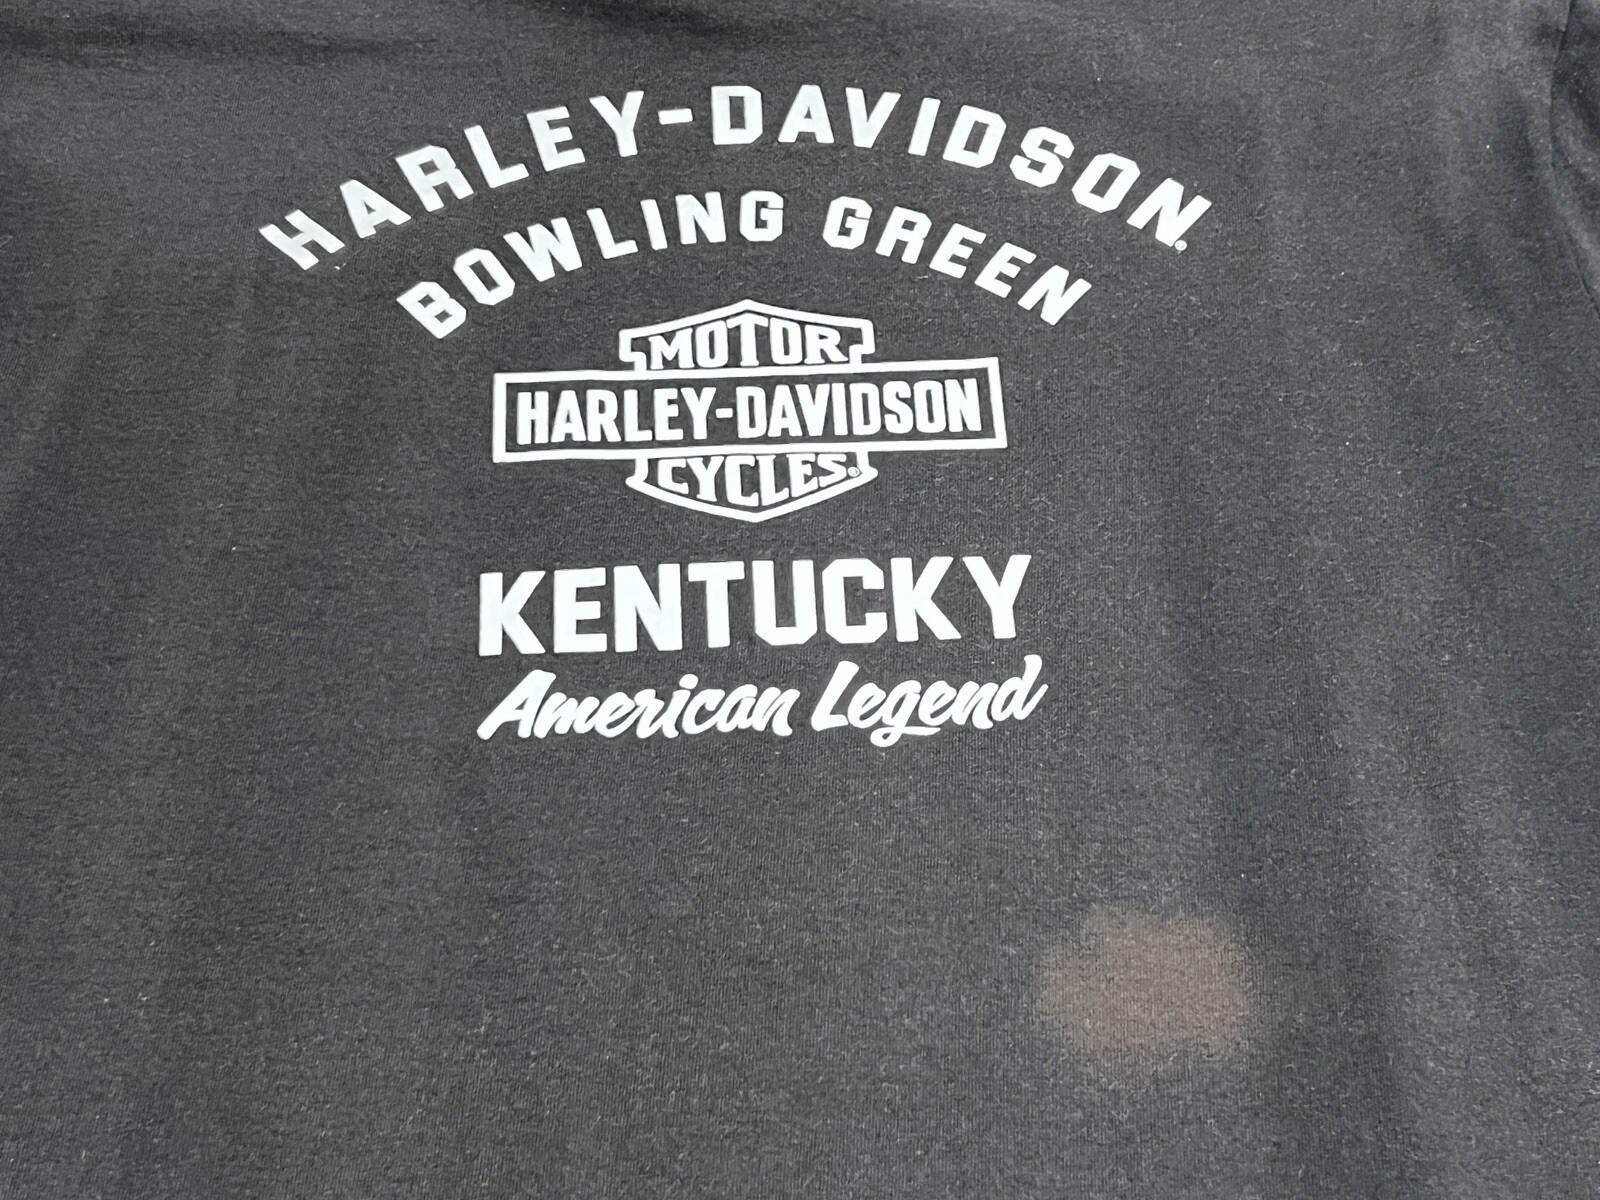 HARLEY-DAVIDSON®
BOWLING GREEN
MOTOR
HARLEY-DAVIDSON
CYCLES®
KENTUCKY
American Legend